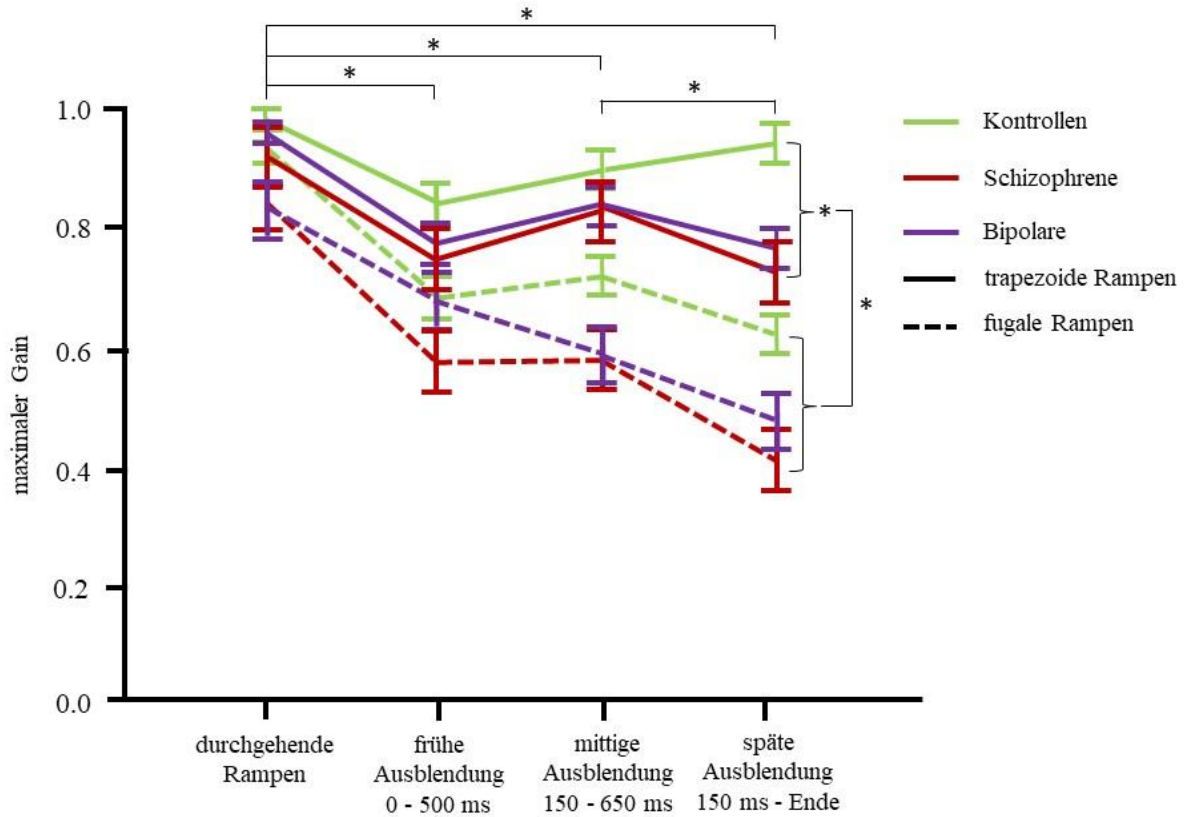 *
*
*
*
1.0
0.8
0.6
0.4
0.2
0.0
maximaler Gain
*
*
Kontrollen
Schizophrene
Bipolare
trapezoide Rampen
fugale Rampen
durchgehende
Rampen
frühe
Ausblendung
0 - 500 ms
mittige
Ausblendung
150 - 650 ms
späte
Ausblendung
150 ms - Ende